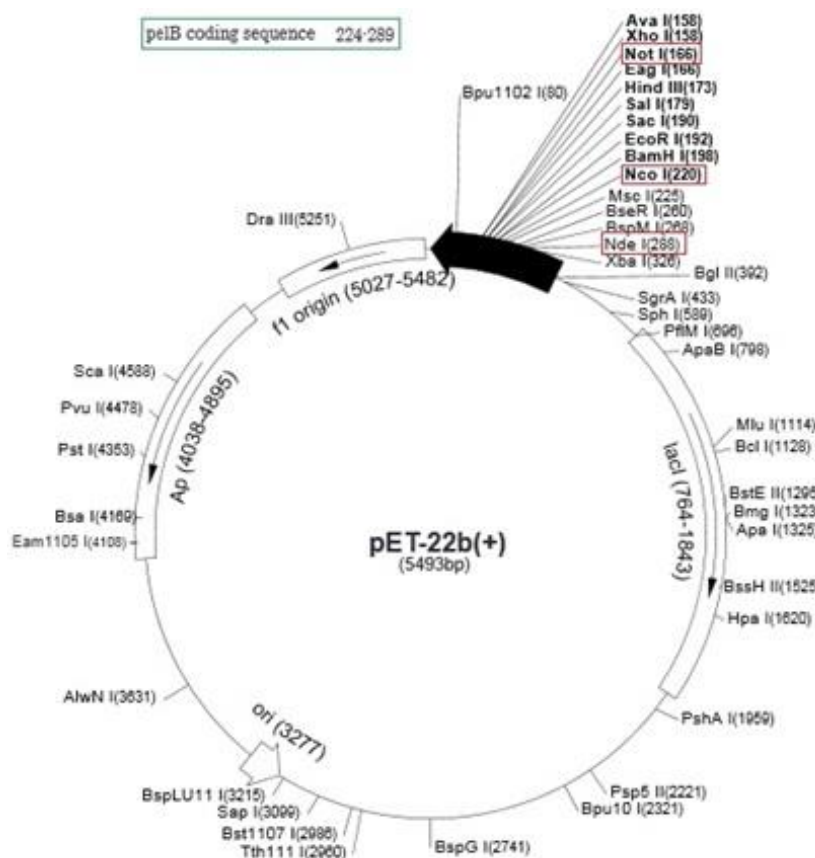 pelB coding sequence 224-289
Ava I(158)
Xho I(158)
Not I(166)
Eag I(166)
Hind III(173)
Sal I(179)
Sac I(190)
EcoR I(192)
BamH I(198)
Nco I(220)
Msc I(225)
BseR I(260)
BspM I(268)
Nde I(288)
Xba I(326)
Bpu1102 I(80)
Bgl II(392)
SgrA I(433)
Sph I(589)
PflM I(696)
ApaB I(798)
Dra III(5251)
f1 origin (5027-5482)
Sca I(4588)
Pvu I(4478)
Pst I(4353)
Bsa I(4169)
Eam1105 I(4108)
Ap (4038-4895)
lacI (764-1843)
Mlu I(1114)
Bcl I(1128)
BstE II(1295)
Bmg I(1323)
Apa I(1325)
BssH II(1525)
Hpa I(1620)
pET-22b(+)
(5493bp)
AlwN I(3631)
ori (3277)
PshA I(1959)
BspLU11 I(3215)
Sap I(3099)
Bst1107 I(2986)
Tth111 I(2960)
BspG I(2741)
Psp5 II(2221)
Bpu10 I(2321)